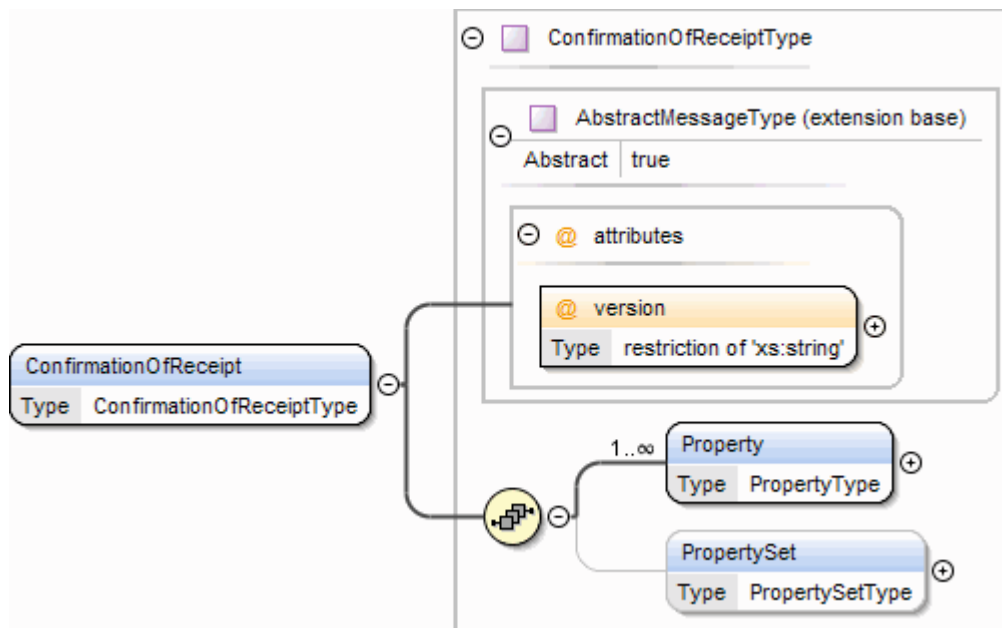 ConfirmationOfReceiptType
AbstractMessageType (extension base)
Abstract true
@ attributes
@ version
Type restriction of 'xs:string'
ConfirmationOfReceipt
Type ConfirmationOfReceiptType
1..∞
Property
Type PropertyType
PropertySet
Type PropertySetType